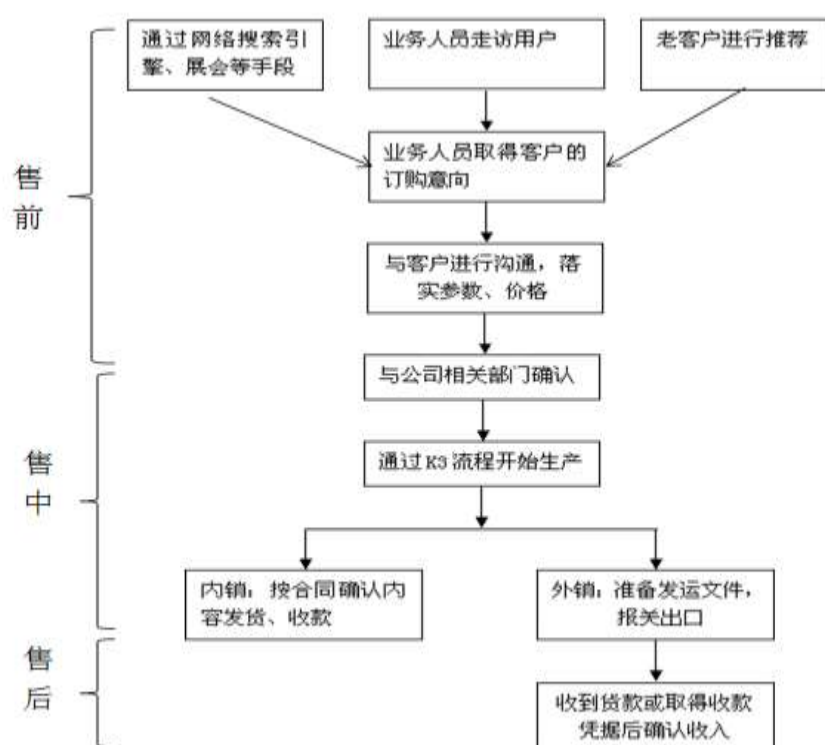 通过网络搜索引
擎、展会等手段
业务人员走访用户
老客户进行推荐
业务人员取得客户的
订购意向
售
前
与客户进行沟通，落
实参数、价格
与公司相关部门确认
通过K3流程开始生产
售
中
内销：按合同确认内
容发货、收款
外销：准备发运文件，
报关出口
售
后
收到货款或取得收款
凭据后确认收入